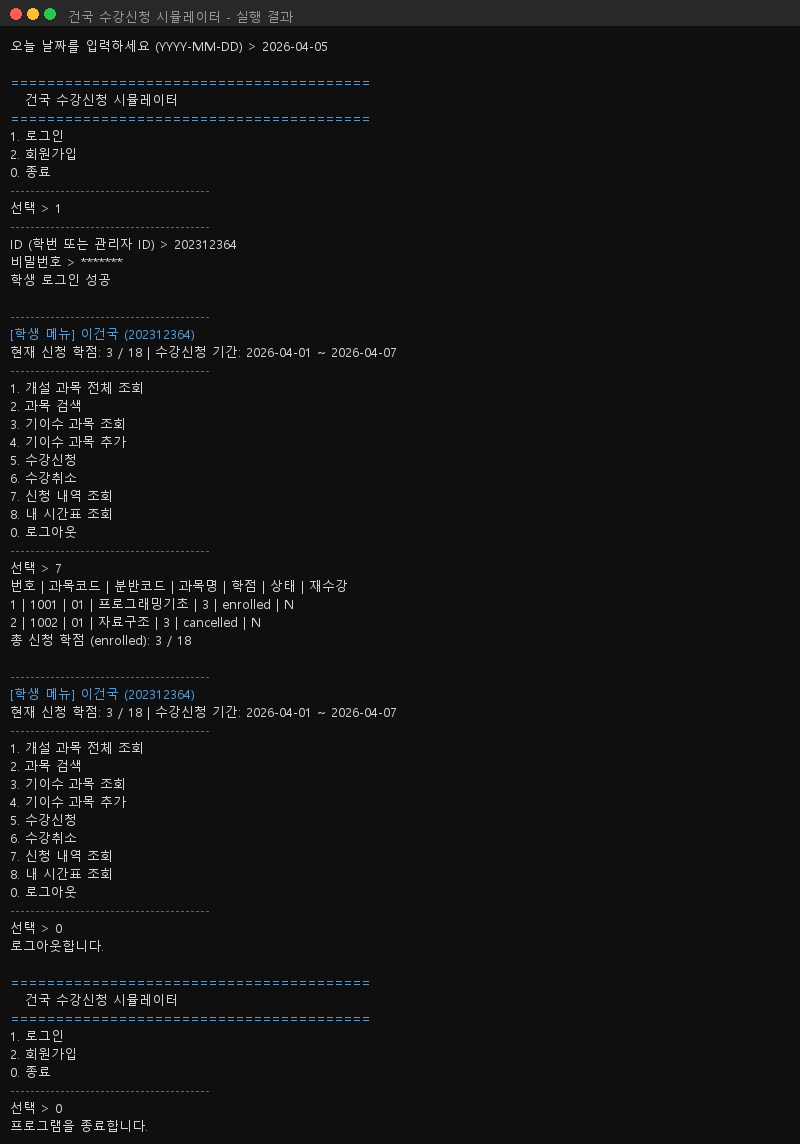 건국 수강신청 시뮬레이터 - 실행 결과
오늘 날짜를 입력하세요 (YYYY-MM-DD) > 2026-04-05
========================================
건국 수강신청 시뮬레이터
========================================
1. 로그인
2. 회원가입
0. 종료
----------------------------------------
선택 > 1
----------------------------------------
ID (학번 또는 관리자 ID) > 202312364
비밀번호 > *******
학생 로그인 성공
----------------------------------------
[학생 메뉴] 이건국 (202312364)
현재 신청 학점: 3 / 18 | 수강신청 기간: 2026-04-01 ~ 2026-04-07
----------------------------------------
1. 개설 과목 전체 조회
2. 과목 검색
3. 기이수 과목 조회
4. 기이수 과목 추가
5. 수강신청
6. 수강취소
7. 신청 내역 조회
8. 내 시간표 조회
0. 로그아웃
----------------------------------------
선택 > 7
번호 | 과목코드 | 분반코드 | 과목명 | 학점 | 상태 | 재수강
1 | 1001 | 01 | 프로그래밍기초 | 3 | enrolled | N
2 | 1002 | 01 | 자료구조 | 3 | cancelled | N
총 신청 학점 (enrolled): 3 / 18
----------------------------------------
[학생 메뉴] 이건국 (202312364)
현재 신청 학점: 3 / 18 | 수강신청 기간: 2026-04-01 ~ 2026-04-07
----------------------------------------
1. 개설 과목 전체 조회
2. 과목 검색
3. 기이수 과목 조회
4. 기이수 과목 추가
5. 수강신청
6. 수강취소
7. 신청 내역 조회
8. 내 시간표 조회
0. 로그아웃
----------------------------------------
선택 > 0
로그아웃합니다.
========================================
건국 수강신청 시뮬레이터
========================================
1. 로그인
2. 회원가입
0. 종료
----------------------------------------
선택 > 0
프로그램을 종료합니다.